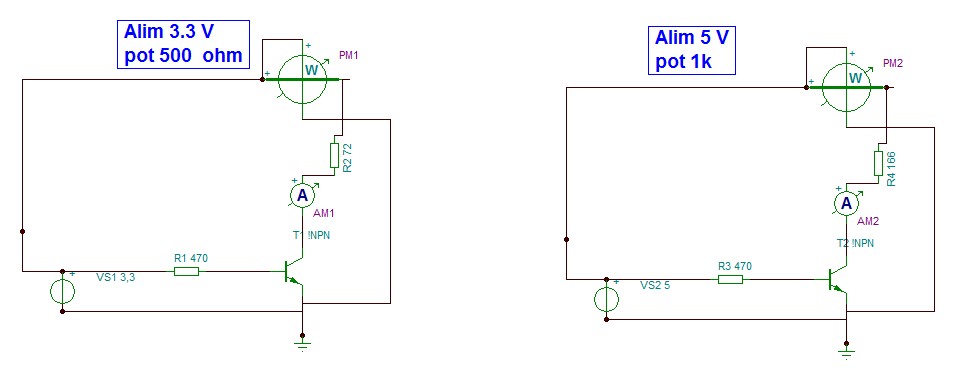 Alim 3.3 V
pot 500 ohm
+
PM1
+
W
R2 72
+
A
AM1
T1 !NPN
R1 470
+
VS1 3,3
Alim 5 V
pot 1k
+
PM2
+
W
R4 166
+
A
AM2
T2 !NPN
R3 470
+
VS2 5